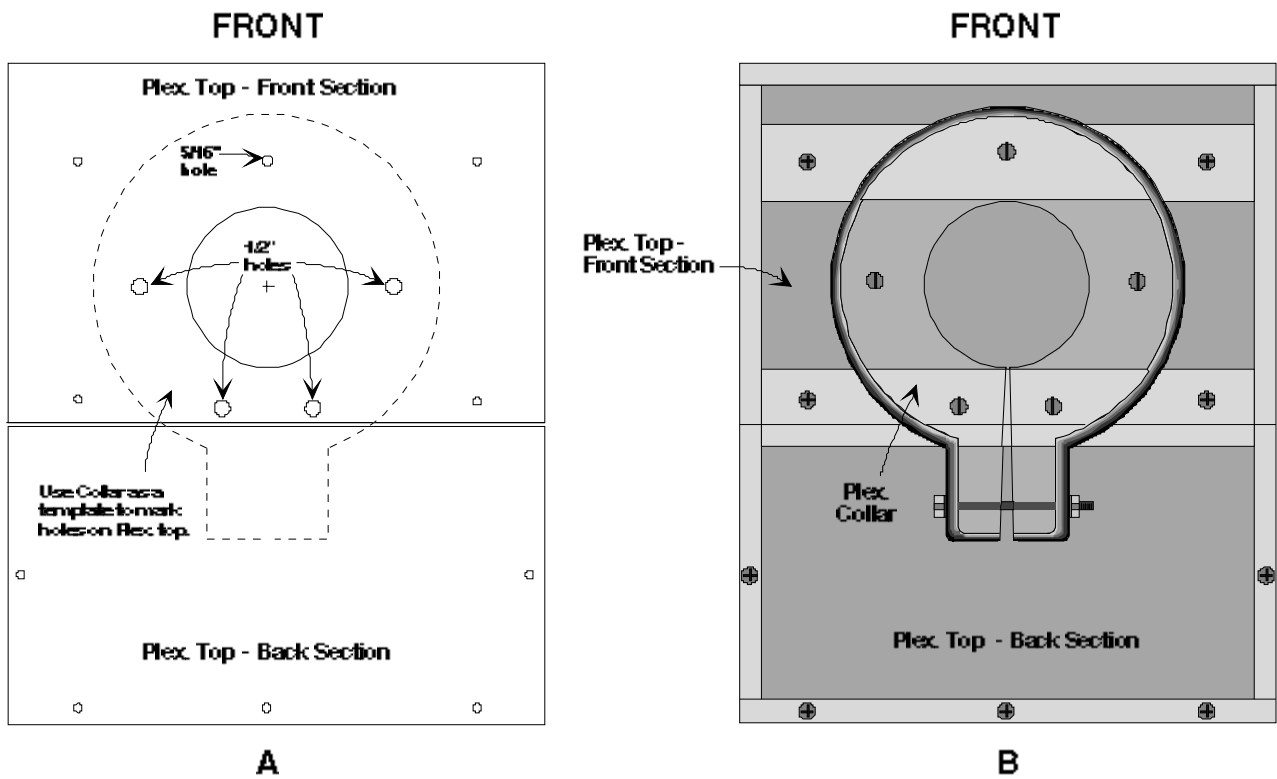 FRONT
Plex. Top - Front Section
5/16"
hole
1/2"
holes
Use Collar as a
template to mark
holes on Plex top.
Plex. Top - Back Section
A
FRONT
Plex. Top -
Front Section
Plex.
Collar
Plex. Top - Back Section
B